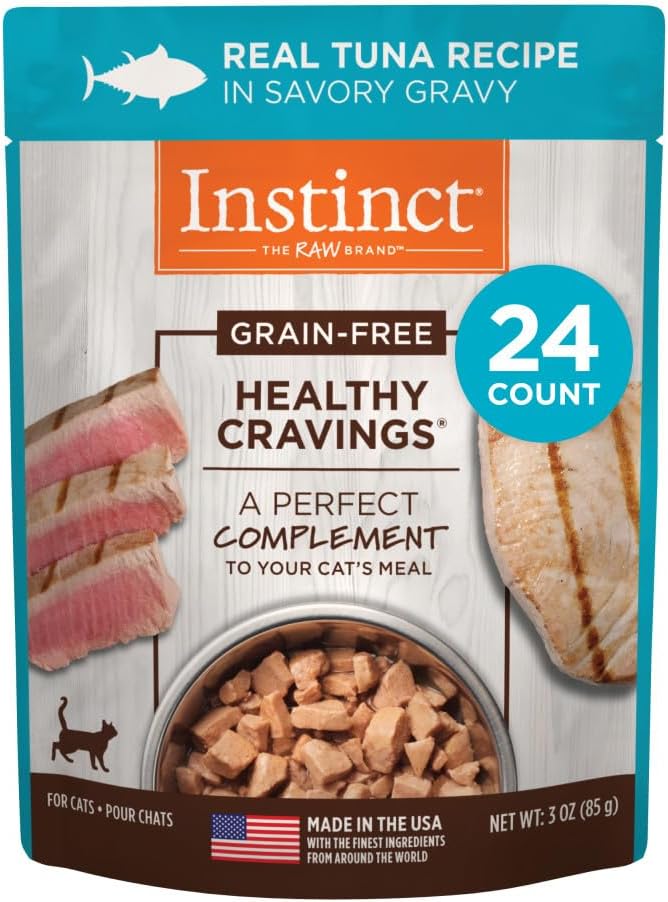 REAL TUNA RECIPE
IN SAVORY GRAVY
Instinct®
THE RAW BRAND™
GRAIN-FREE
24
COUNT
HEALTHY
CRAVINGS®
A PERFECT
COMPLEMENT
TO YOUR CAT'S MEAL
FOR CATS • POUR CHATS
MADE IN THE USA
WITH THE FINEST INGREDIENTS
FROM AROUND THE WORLD
NET WT: 3 OZ (85 g)